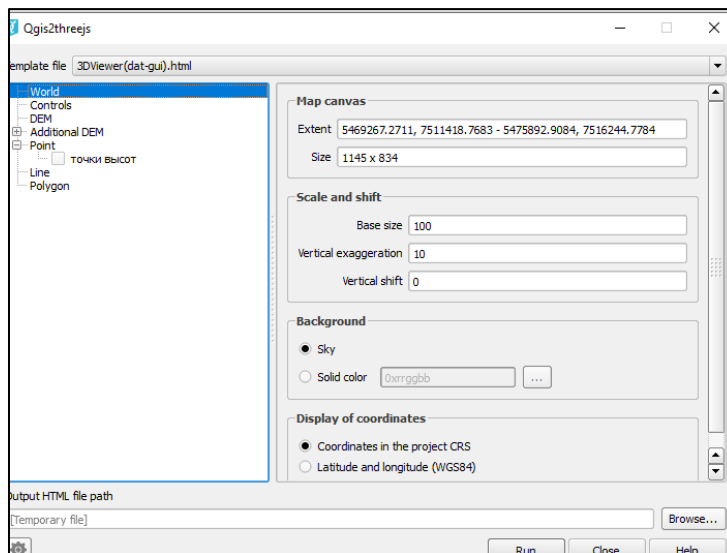 Qgis2threejs
emplate file 3DViewer(dat-gui).html
World
Controls
DEM
Additional DEM
Point
точки высот
Line
Polygon
Map canvas
Extent 5469267.2711, 7511418.7683 - 5475892.9084, 7516244.7784
Size 1145 x 834
Scale and shift
Base size 100
Vertical exaggeration 10
Vertical shift 0
Background
Sky
Solid color 0xrrggbb ...
Display of coordinates
Coordinates in the project CRS
Latitude and longitude (WGS84)
Output HTML file path
[Temporary file] Browse...
Run Close Help